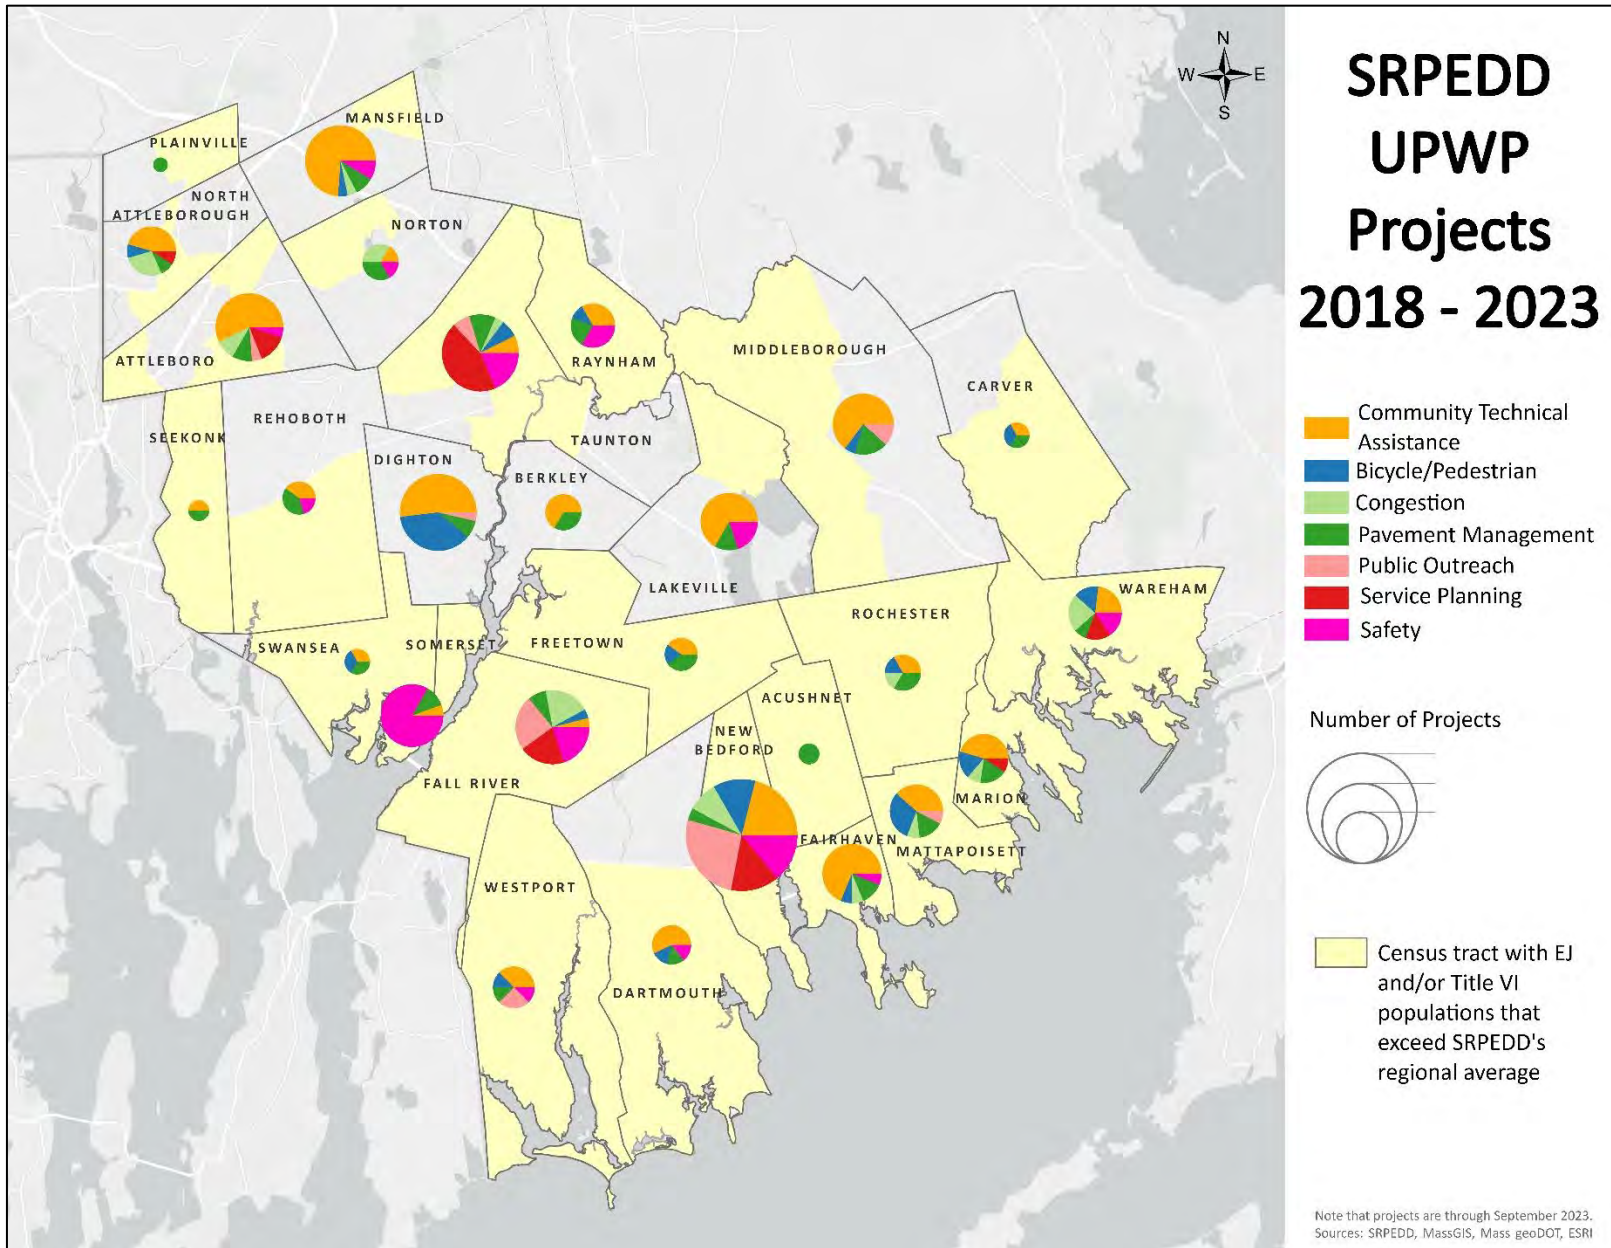 SRPEDD
UPWP
Projects
2018 - 2023
N
W E
S
MANSFIELD
PLAINVILLE
NORTH
ATTLEBOROUGH
NORTON
ATTLEBORO
RAYNHAM
MIDDLEBOROUGH
CARVER
REHOBOTH
SEEKONK
TAUNTON
DIGHTON
BERKLEY
LAKEVILLE
WAREHAM
ROCHESTER
SWANSEA
SOMERSET
FREETOWN
ACUSHNET
NEW
BEDFORD
FALL RIVER
MARION
FAIRHAVEN
MATTAPOISETT
WESTPORT
DARTMOUTH
Community Technical
Assistance
Bicycle/Pedestrian
Congestion
Pavement Management
Public Outreach
Service Planning
Safety
Number of Projects
Census tract with EJ
and/or Title VI
populations that
exceed SRPEDD's
regional average
Note that projects are through September 2023.
Sources: SRPEDD, MassGIS, Mass geoDOT, ESRI